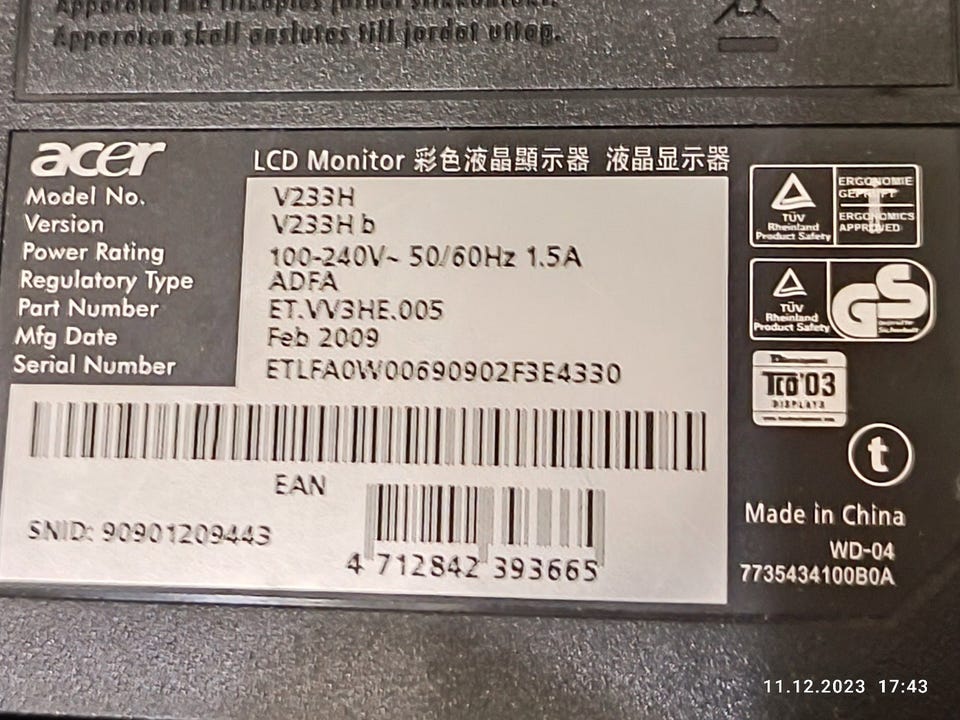 Apparaten skall anslutas till jordat uttag.
acer
LCD Monitor 彩色液晶顯示器 液晶显示器
Model No. V233H
Version V233H b
Power Rating 100-240V~ 50/60Hz 1.5A
Regulatory Type ADFA
Part Number ET.VV3HE.005
Mfg Date Feb 2009
Serial Number ETLFA0W00690902F3E4330
EAN
SNID: 90901209443
4 712842 393665
TÜV
Rheinland
Product Safety
ERGONOMIE
GEPRÜFT
ERGONOMICS
APPROVED
TÜV
Rheinland
Product Safety
GS
geprüfte
Sicherheit
TCO'03
DISPLAYS
t
Made in China
WD-04
7735434100B0A
11.12.2023 17:43